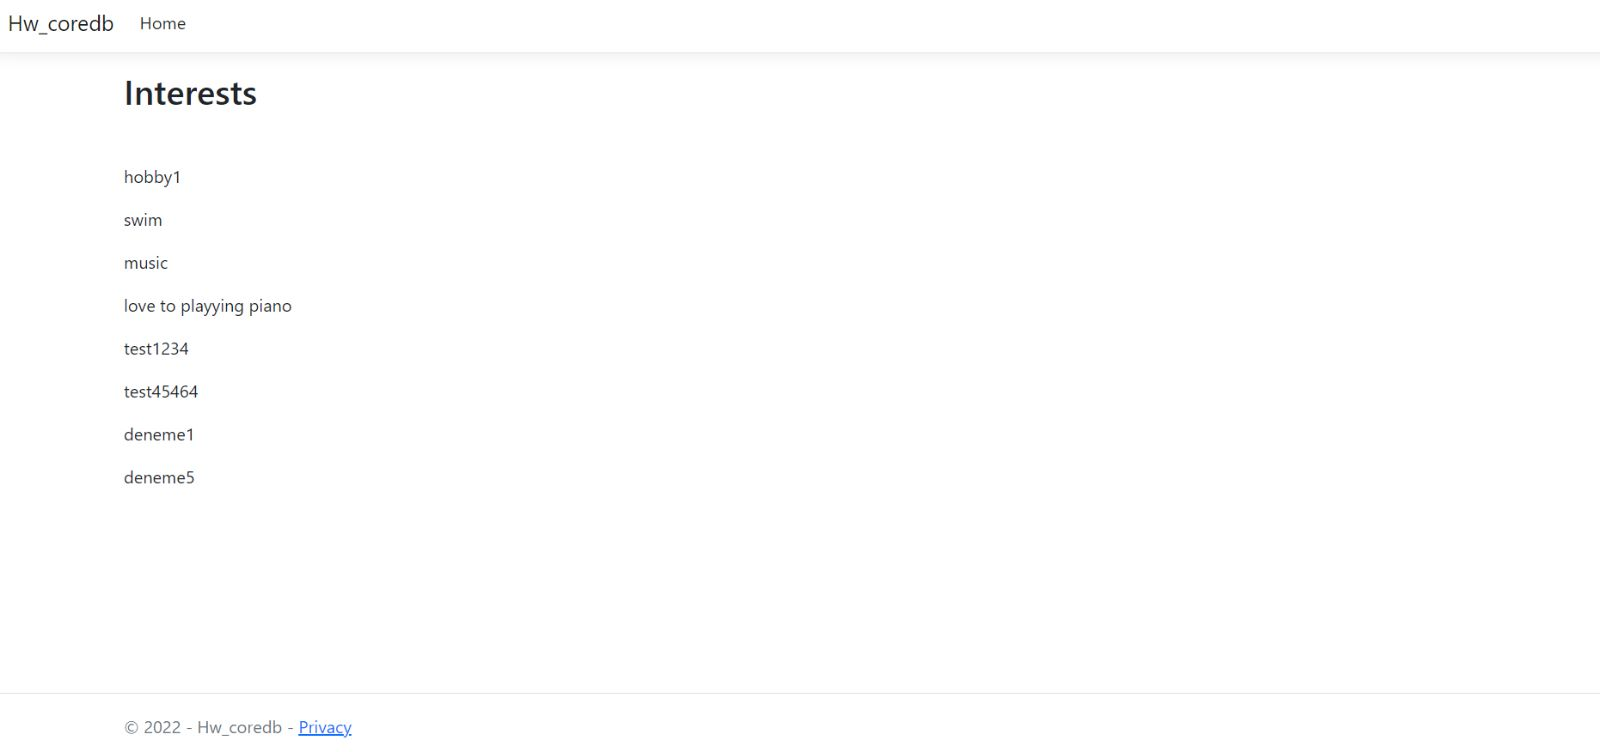 Hw_coredb Home
Interests
hobby1
swim
music
love to playying piano
test1234
test45464
deneme1
deneme5
© 2022 - Hw_coredb - Privacy